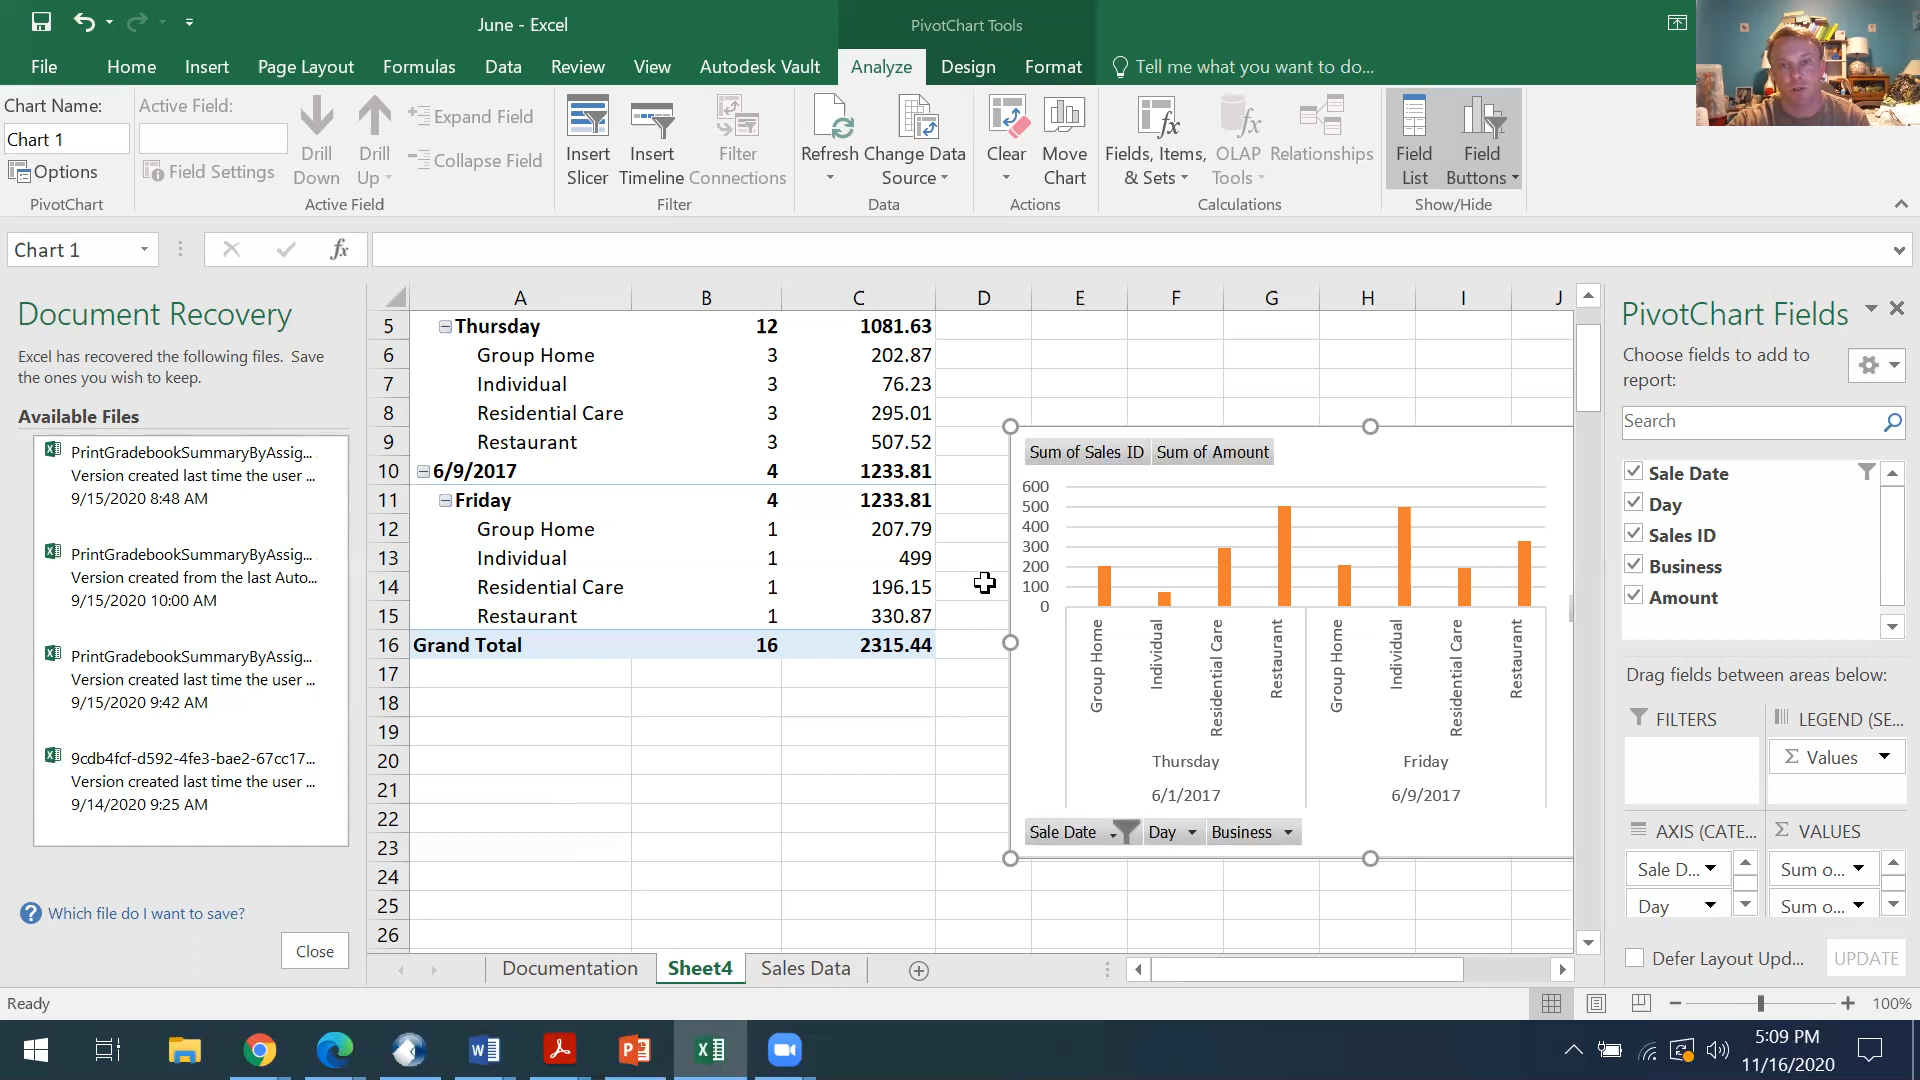 June - Excel
PivotChart Tools
File
Home
Insert
Page Layout
Formulas
Data
Review
View
Autodesk Vault
Analyze
Design
Format
Tell me what you want to do...
Chart Name:
Chart 1
Options
PivotChart
Active Field:
Field Settings
Drill
Down
Drill
Up
Expand Field
Collapse Field
Active Field
Insert
Slicer
Insert
Timeline
Filter
Connections
Filter
Refresh
Change Data
Source
Data
Clear
Move
Chart
Actions
Fields, Items,
& Sets
OLAP
Tools
Relationships
Calculations
Field
List
Field
Buttons
Show/Hide
Chart 1
fx
Document Recovery
Excel has recovered the following files. Save
the ones you wish to keep.
Available Files
PrintGradebookSummaryByAssig...
Version created last time the user ...
9/15/2020 8:48 AM
PrintGradebookSummaryByAssig...
Version created from the last Auto...
9/15/2020 10:00 AM
PrintGradebookSummaryByAssig...
Version created last time the user ...
9/15/2020 9:42 AM
9cdb4fcf-d592-4fe3-bae2-67cc17...
Version created last time the user ...
9/14/2020 9:25 AM
Which file do I want to save?
Close
A B C D E F G H I J
5 Thursday 12 1081.63
6 Group Home 3 202.87
7 Individual 3 76.23
8 Residential Care 3 295.01
9 Restaurant 3 507.52
10 6/9/2017 4 1233.81
11 Friday 4 1233.81
12 Group Home 1 207.79
13 Individual 1 499
14 Residential Care 1 196.15
15 Restaurant 1 330.87
16 Grand Total 16 2315.44
17
18
19
20
21
22
23
24
25
26
Sum of Sales ID Sum of Amount
600
500
400
300
200
100
0
Group Home
Individual
Residential Care
Restaurant
Group Home
Individual
Residential Care
Restaurant
Thursday Friday
6/1/2017 6/9/2017
Sale Date Day Business
PivotChart Fields
Choose fields to add to
report:
Search
Sale Date
Day
Sales ID
Business
Amount
Drag fields between areas below:
FILTERS
LEGEND (SE...
Σ Values
AXIS (CATE...
Σ VALUES
Sale D...
Sum o...
Day
Sum o...
Defer Layout Upd...
UPDATE
Documentation
Sheet4
Sales Data
Ready
100%
5:09 PM
11/16/2020